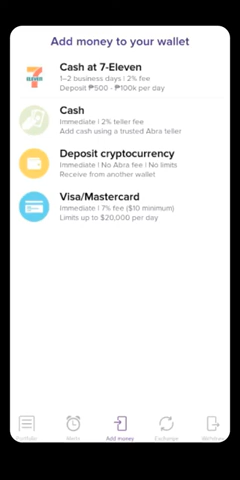 Add money to your wallet
7
ELEVEN
Cash at 7-Eleven
1–2 business days | 2% fee
Deposit ₱500 - ₱100k per day
Cash
Immediate | 2% teller fee
Add cash using a trusted Abra teller
Deposit cryptocurrency
Immediate | No Abra fee | No limits
Receive from another wallet
Visa/Mastercard
Immediate | 7% fee ($10 minimum)
Limits up to $20,000 per day
Portfolio Alerts Add money Exchange Withdraw